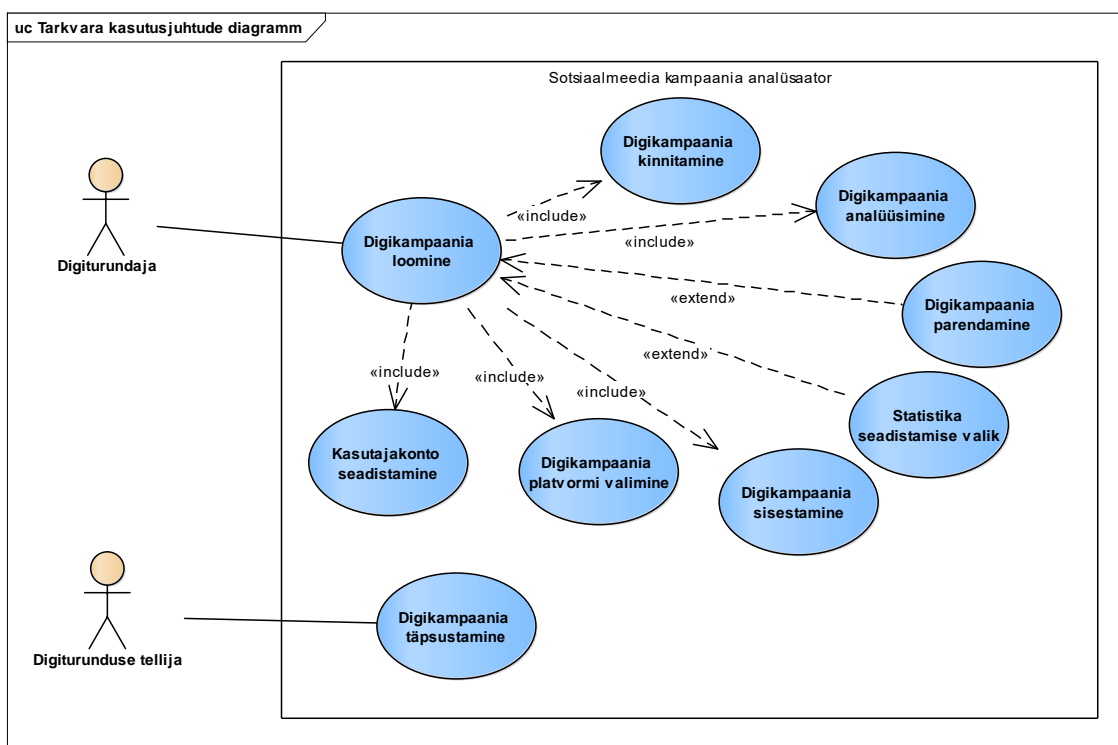 uc Tarkvara kasutusjuhtude diagramm
Sotsiaalmeedia kampaania analüsaator
Digikampaania
kinnitamine
Digikampaania
analüüsimine
«include»
«include»
Digikampaania
loomine
Digiturundaja
«extend»
Digikampaania
parendamine
«extend»
«include»
«include»
«include»
Statistika
seadistamise valik
Kasutajakonto
seadistamine
Digikampaania
platvormi valimine
Digikampaania
sisestamine
Digikampaania
täpsustamine
Digiturunduse tellija